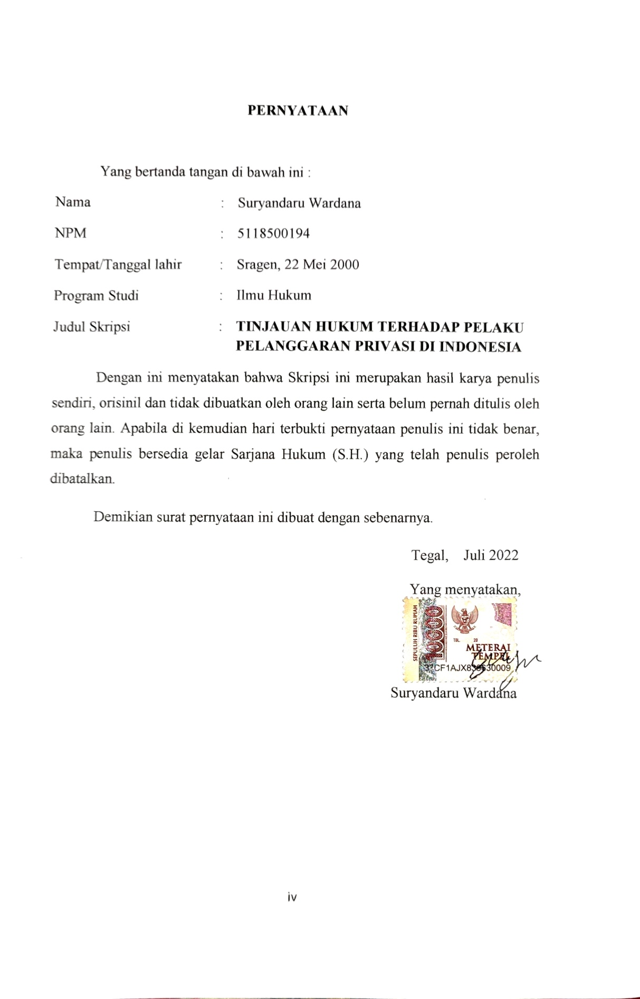 PERNYATAAN
Yang bertanda tangan di bawah ini :
Nama : Suryandaru Wardana
NPM : 5118500194
Tempat/Tanggal lahir : Sragen, 22 Mei 2000
Program Studi : Ilmu Hukum
Judul Skripsi : TINJAUAN HUKUM TERHADAP PELAKU
PELANGGARAN PRIVASI DI INDONESIA
Dengan ini menyatakan bahwa Skripsi ini merupakan hasil karya penulis
sendiri, orisinil dan tidak dibuatkan oleh orang lain serta belum pernah ditulis oleh
orang lain. Apabila di kemudian hari terbukti pernyataan penulis ini tidak benar,
maka penulis bersedia gelar Sarjana Hukum (S.H.) yang telah penulis peroleh
dibatalkan.
Demikian surat pernyataan ini dibuat dengan sebenarnya.
Tegal, Juli 2022
Yang menyatakan,
SEPULUH RIBU RUPIAH
10000
TGL. 20
METERAI
TEMPEL
Suryandaru Wardana
iv